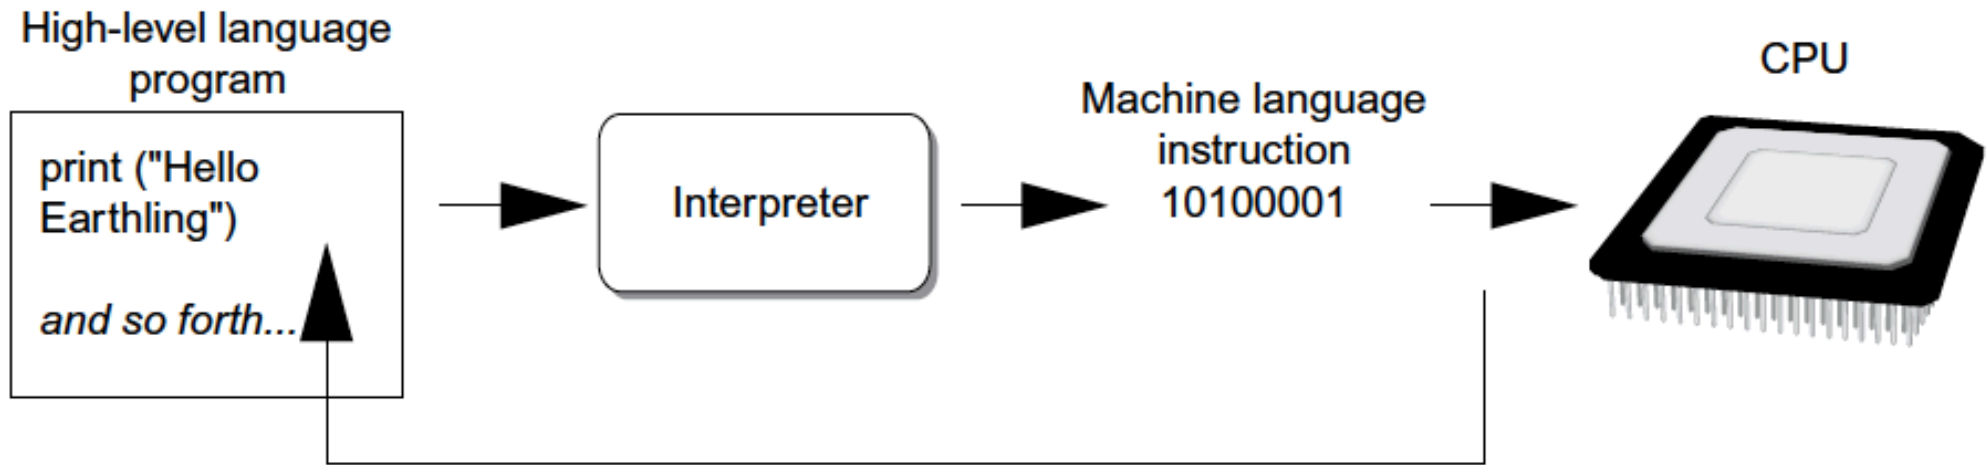 High-level language
program
print ("Hello
Earthling")
and so forth...
Interpreter
Machine language
instruction
10100001
CPU